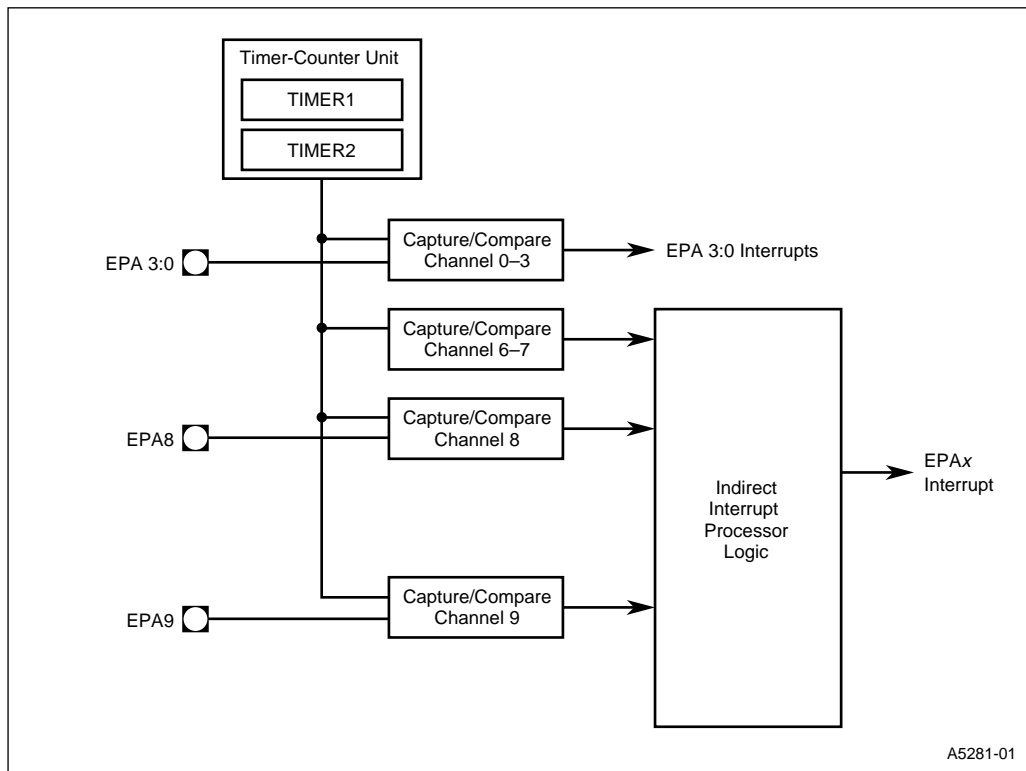 Timer-Counter Unit
TIMER1
TIMER2
EPA 3:0
Capture/Compare
Channel 0–3
EPA 3:0 Interrupts
Capture/Compare
Channel 6–7
EPA8
Capture/Compare
Channel 8
Indirect
Interrupt
Processor
Logic
EPAx
Interrupt
EPA9
Capture/Compare
Channel 9
A5281-01